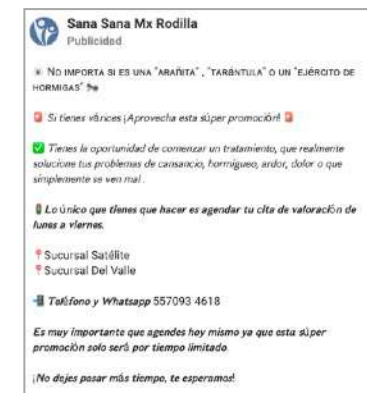 Sana Sana Mx Rodilla
Publicidad
🕷 NO IMPORTA SI ES UNA "ARAÑITA" , "TARÁNTULA" O UN "EJÉRCITO DE
HORMIGAS" 🐜
🚨 Si tienes várices ¡Aprovecha esta súper promoción! 🚨
✅ Tienes la oportunidad de comenzar un tratamiento, que realmente
solucione tus problemas de cansancio, hormigueo, ardor, dolor o que
simplemente se ven mal .
🚦 Lo único que tienes que hacer es agendar tu cita de valoración de
lunes a viernes.
📍 Sucursal Satélite
📍 Sucursal Del Valle
📲 Teléfono y Whatsapp 557093 4618
Es muy importante que agendes hoy mismo ya que esta súper
promoción solo será por tiempo limitado
¡No dejes pasar más tiempo, te esperamos!